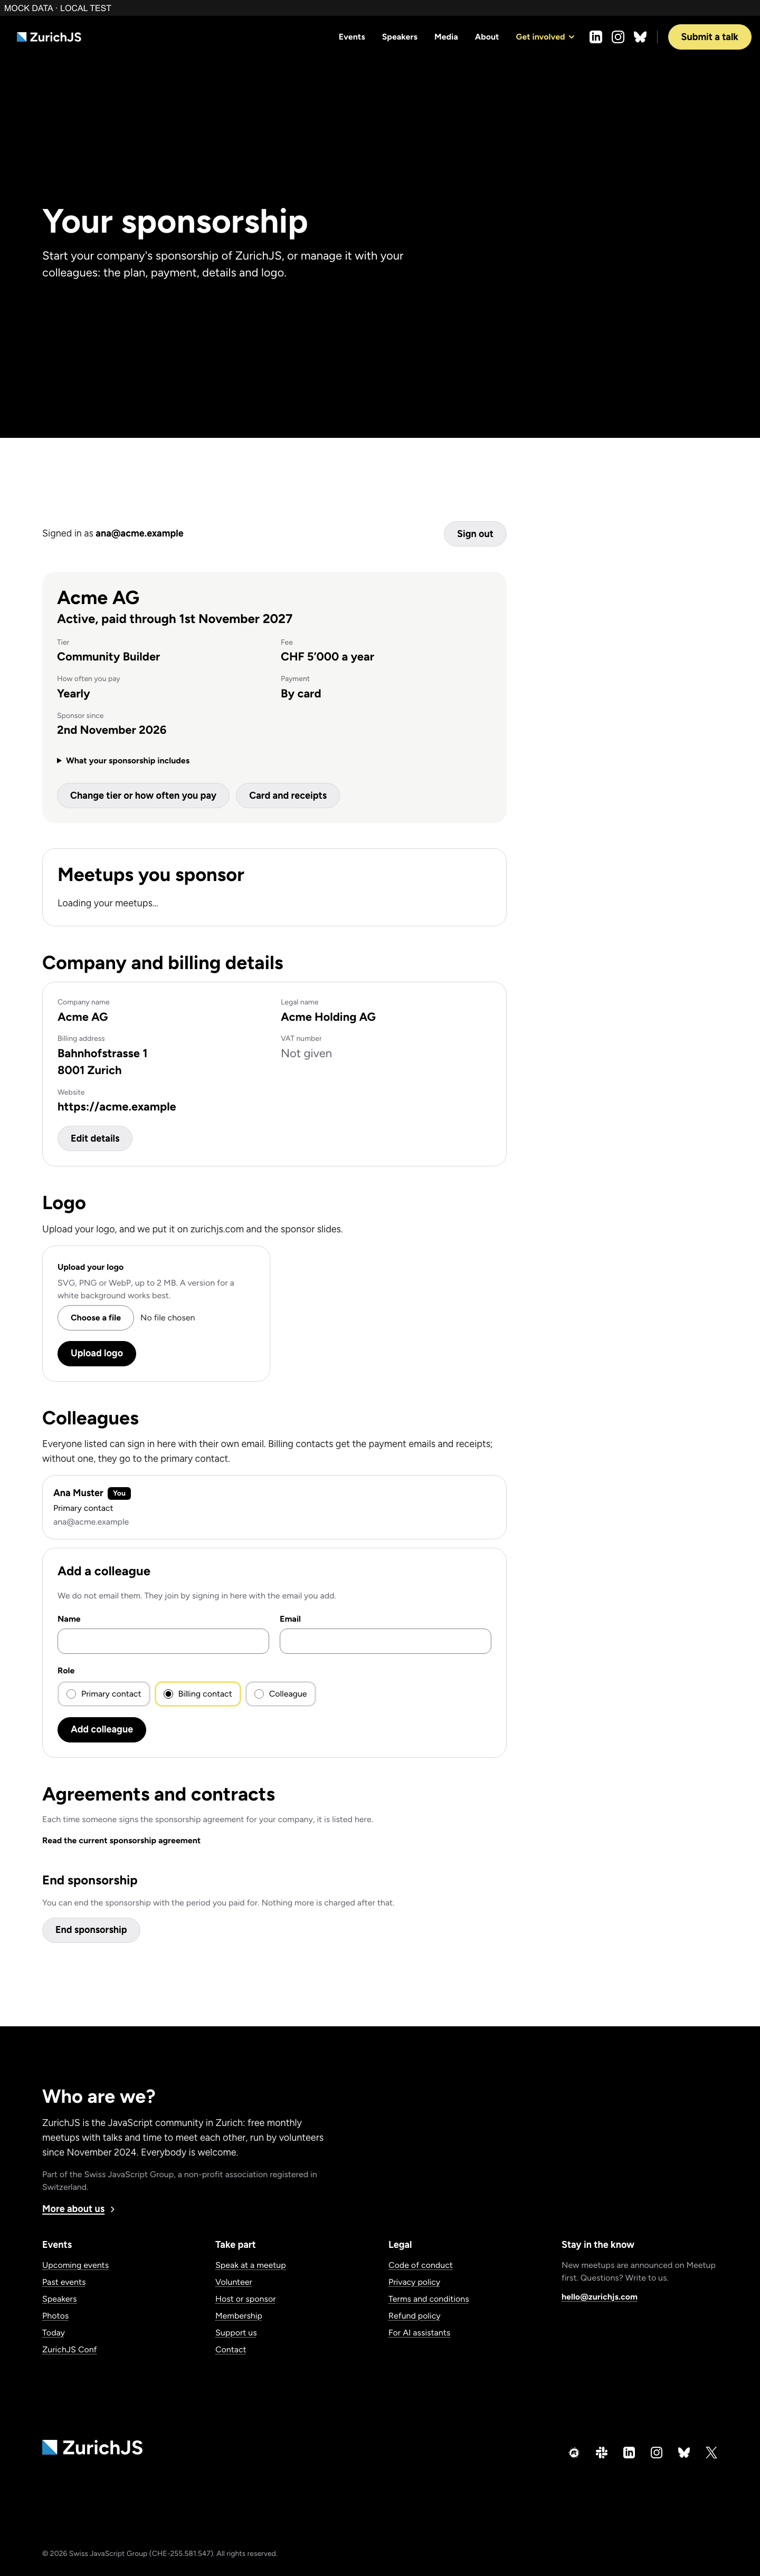 MOCK DATA · LOCAL TEST
ZurichJS
Events
Speakers
Media
About
Get involved
Submit a talk
Your sponsorship
Start your company's sponsorship of ZurichJS, or manage it with your
colleagues: the plan, payment, details and logo.
Signed in as ana@acme.example
Sign out
Acme AG
Active, paid through 1st November 2027
Tier
Community Builder
Fee
CHF 5’000 a year
How often you pay
Yearly
Payment
By card
Sponsor since
2nd November 2026
What your sponsorship includes
Change tier or how often you pay
Card and receipts
Meetups you sponsor
Loading your meetups…
Company and billing details
Company name
Acme AG
Legal name
Acme Holding AG
Billing address
Bahnhofstrasse 1
8001 Zurich
VAT number
Not given
Website
https://acme.example
Edit details
Logo
Upload your logo, and we put it on zurichjs.com and the sponsor slides.
Upload your logo
SVG, PNG or WebP, up to 2 MB. A version for a
white background works best.
Choose a file
No file chosen
Upload logo
Colleagues
Everyone listed can sign in here with their own email. Billing contacts get the payment emails and receipts;
without one, they go to the primary contact.
Ana Muster You
Primary contact
ana@acme.example
Add a colleague
We do not email them. They join by signing in here with the email you add.
Name
Email
Role
Primary contact
Billing contact
Colleague
Add colleague
Agreements and contracts
Each time someone signs the sponsorship agreement for your company, it is listed here.
Read the current sponsorship agreement
End sponsorship
You can end the sponsorship with the period you paid for. Nothing more is charged after that.
End sponsorship
Who are we?
ZurichJS is the JavaScript community in Zurich: free monthly
meetups with talks and time to meet each other, run by volunteers
since November 2024. Everybody is welcome.
Part of the Swiss JavaScript Group, a non-profit association registered in
Switzerland.
More about us
Events
Upcoming events
Past events
Speakers
Photos
Today
ZurichJS Conf
Take part
Speak at a meetup
Volunteer
Host or sponsor
Membership
Support us
Contact
Legal
Code of conduct
Privacy policy
Terms and conditions
Refund policy
For AI assistants
Stay in the know
New meetups are announced on Meetup
first. Questions? Write to us.
hello@zurichjs.com
ZurichJS
© 2026 Swiss JavaScript Group (CHE-255.581.547). All rights reserved.